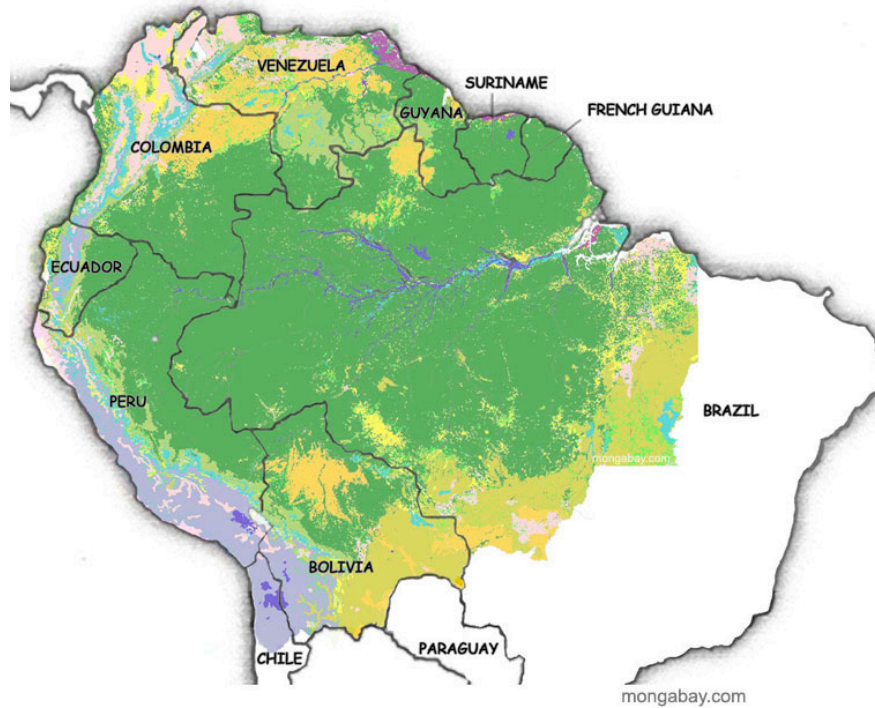 VENEZUELA
SURINAME
GUYANA
FRENCH GUIANA
COLOMBIA
ECUADOR
PERU
BRAZIL
mongabay.com
BOLIVIA
PARAGUAY
CHILE
mongabay.com